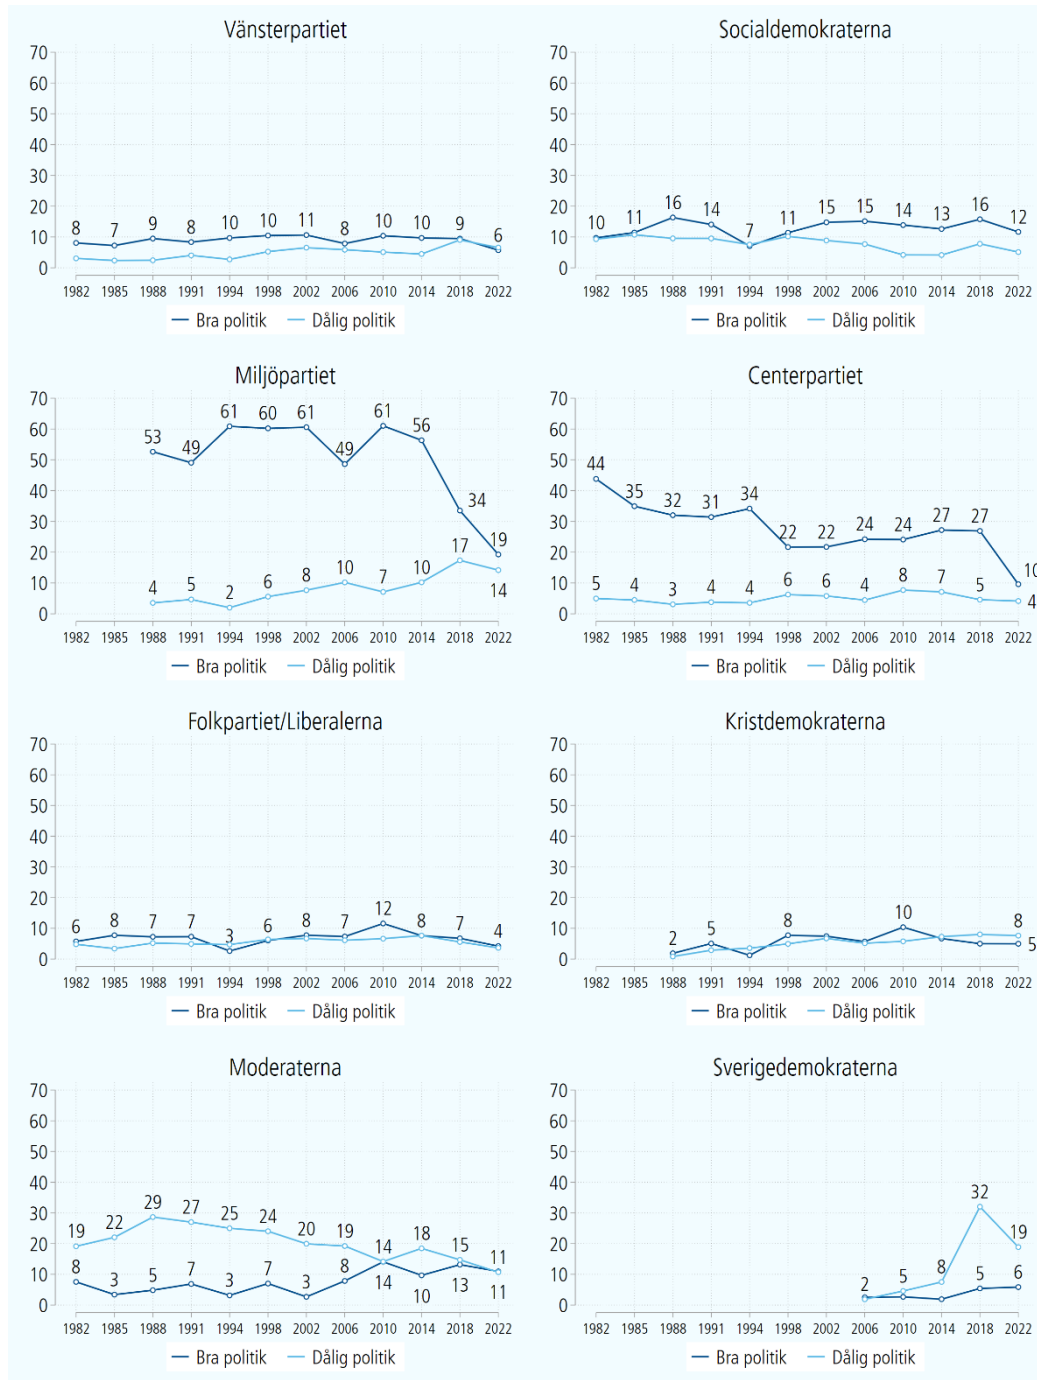 Vänsterpartiet
70
60
50
40
30
20
10
0
8 7 9 8 10 10 11 8 10 10 9 6
1982 1985 1988 1991 1994 1998 2002 2006 2010 2014 2018 2022
Bra politik Dålig politik
Socialdemokraterna
70
60
50
40
30
20
10
0
10 11 16 14 7 11 15 15 14 13 16 12
1982 1985 1988 1991 1994 1998 2002 2006 2010 2014 2018 2022
Bra politik Dålig politik
Miljöpartiet
70
60
50
40
30
20
10
0
53 49 61 60 61 49 61 56 34 19
4 5 2 6 8 10 7 10 17 14
1982 1985 1988 1991 1994 1998 2002 2006 2010 2014 2018 2022
Bra politik Dålig politik
Centerpartiet
70
60
50
40
30
20
10
0
44 35 32 31 34 22 22 24 24 27 27 10
5 4 3 4 4 6 6 4 8 7 5 4
1982 1985 1988 1991 1994 1998 2002 2006 2010 2014 2018 2022
Bra politik Dålig politik
Folkpartiet/Liberalerna
70
60
50
40
30
20
10
0
6 8 7 7 3 6 8 7 12 8 7 4
1982 1985 1988 1991 1994 1998 2002 2006 2010 2014 2018 2022
Bra politik Dålig politik
Kristdemokraterna
70
60
50
40
30
20
10
0
2 5 8 10 8 5
1982 1985 1988 1991 1994 1998 2002 2006 2010 2014 2018 2022
Bra politik Dålig politik
Moderaterna
70
60
50
40
30
20
10
0
19 22 29 27 25 24 20 19 14 18 15 11
8 3 5 7 3 7 3 8 14 10 13 11
1982 1985 1988 1991 1994 1998 2002 2006 2010 2014 2018 2022
Bra politik Dålig politik
Sverigedemokraterna
70
60
50
40
30
20
10
0
2 5 8 32 19
5 6
1982 1985 1988 1991 1994 1998 2002 2006 2010 2014 2018 2022
Bra politik Dålig politik